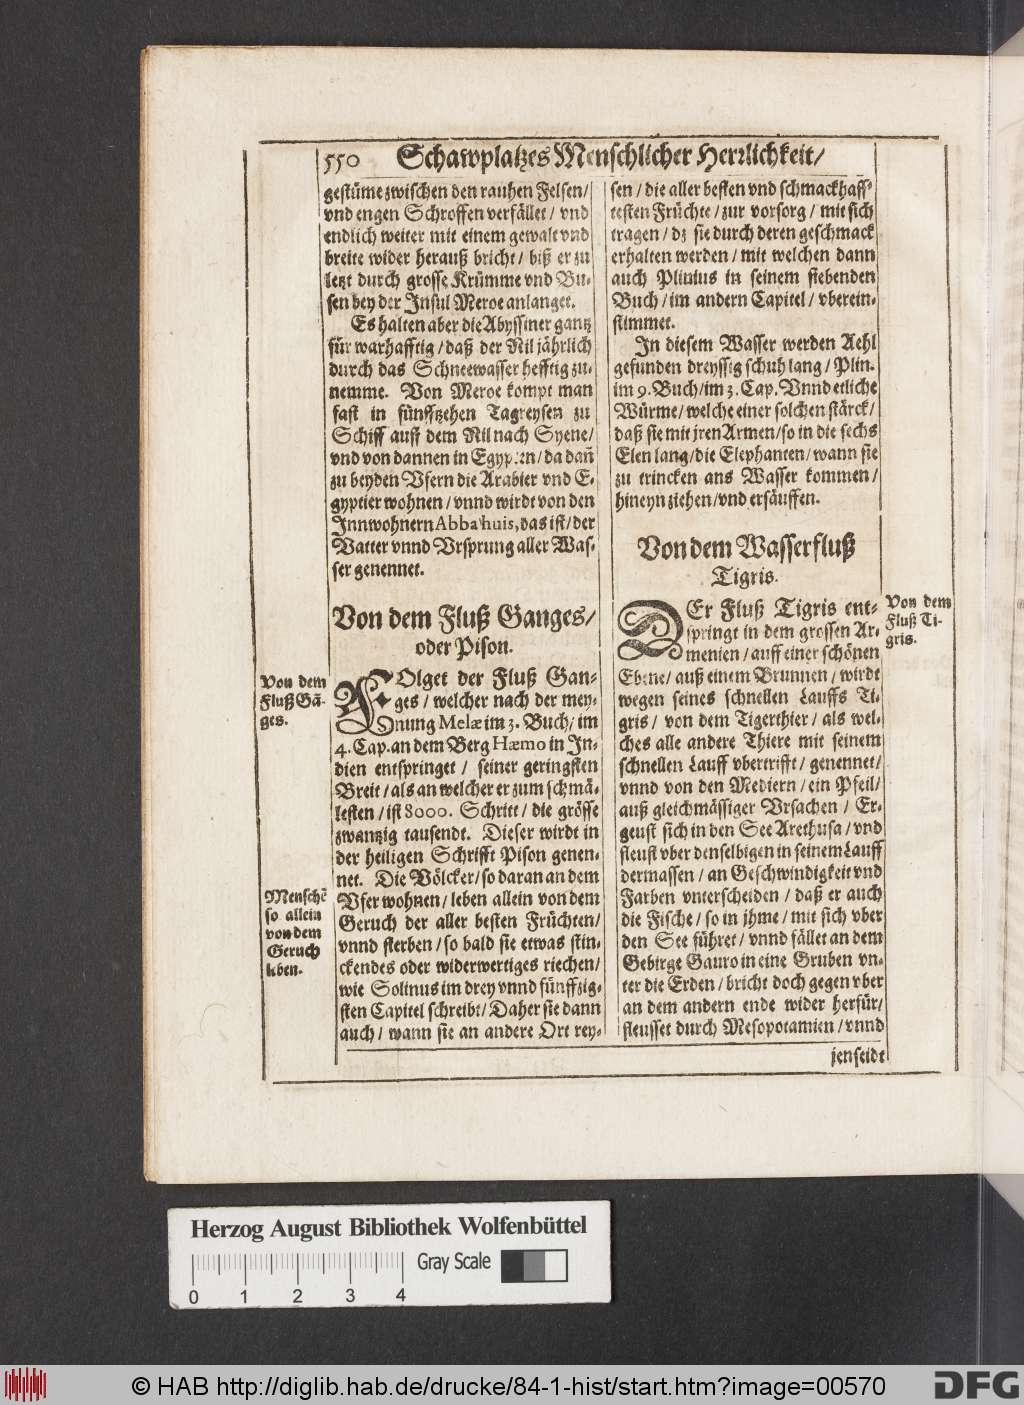 550 Schawplatzes Menschlicher Herrlichkeit/
gestüme zwischen den rauhen Felsen/
vnd engen Schroffen verfället / vnd
endlich weiter mit einem gewalt vnd
breite wider herauß bricht / biß er zu
letzt durch grosse Krümme vnd Bu-
sen bey der Insul Meroe anlanget.
Es halten aber die Abyssiner gantz
für warhafftig / daß der Nil jährlich
durch das Schneewasser hefftig zu-
nemme. Von Meroe kompt man
fast in fünfftzehen Tagreysen zu
Schiff auff dem Nil nach Syene/
vnd von dannen in Egypten / da dañ
zu beyden Vfern die Arabier vnd E-
gyptier wohnen / vnnd wirdt von den
Innwohnern Abbathuis, das ist / der
Vatter vnnd Vrsprung aller Was-
ser genennet.
Von dem Fluß Ganges/
oder Pison.
Von dem
Fluß Gã-
ges.
FOlget der Fluß Gan-
ges / welcher nach der mey-
nung Melæ im 3. Buch / im
4. Cap. an dem Berg Hæmo in In-
dien entspringet / seiner geringsten
Breit / als an welcher er zum schmä-
lesten / ist 8000. Schritt / die grösse
zwantzig tausendt. Dieser wirdt in
der heiligen Schrifft Pison genen-
net. Die Völcker / so daran an dem
Vfer wohnen / leben allein von dem
Geruch der aller besten Früchten/
vnnd sterben / so bald sie etwas stin-
ckendes oder widerwertiges riechen/
wie Solinus im drey vnnd fünffzig-
sten Capitel schreibt / Daher sie dann
auch / wann sie an andere Ort rey-
Menschẽ
so allein
von dem
Geruch
leben.
sen / die aller besten vnd schmackhaff-
testen Früchte / zur vorsorg / mit sich
tragen / dz sie durch deren geschmack
erhalten werden / mit welchen dann
auch Plinius in seinem siebenden
Buch / im andern Capitel / vberein-
stimmet.
In diesem Wasser werden Aehl
gefunden dreyssig schuh lang / Plin.
im 9. Buch / im 3. Cap. Vnnd etliche
Würme / welche einer solchen stärck/
daß sie mit jren Armen / so in die sechs
Elen lang / die Elephanten / wann sie
zu trincken ans Wasser kommen/
hineyn ziehen / vnd ersäuffen.
Von dem Wasserfluß
Tigris.
DEr Fluß Tigris ent-
springt in dem grossen Ar-
menien / auff einer schönen
Ebene / auß einem Brunnen / wirdt
wegen seines schnellen Lauffs Ti-
gris / von dem Tigerthier / als wel-
ches alle andere Thiere mit seinem
schnellen Lauff vbertrifft / genennet/
vnnd von den Mediern / ein Pfeil/
auß gleichmässiger Vrsachen / Er-
geust sich in den See Arethusa / vnd
fleust vber denselbigen in seinem Lauff
dermassen / an Geschwindigkeit vnd
Farben vnterscheiden / daß er auch
die Fische / so in jhme / mit sich vber
den See führet / vnnd fället an dem
Gebirge Gauro in eine Gruben vn-
ter die Erden / bricht doch gegen vber
an dem andern ende wider herfür/
fleusset durch Mesopotamien / vnnd
jenseidt
Von dem
Fluß Ti-
gris.
Herzog August Bibliothek Wolfenbüttel
Gray Scale
0 1 2 3 4
© HAB http://diglib.hab.de/drucke/84-1-hist/start.htm?image=00570
DFG